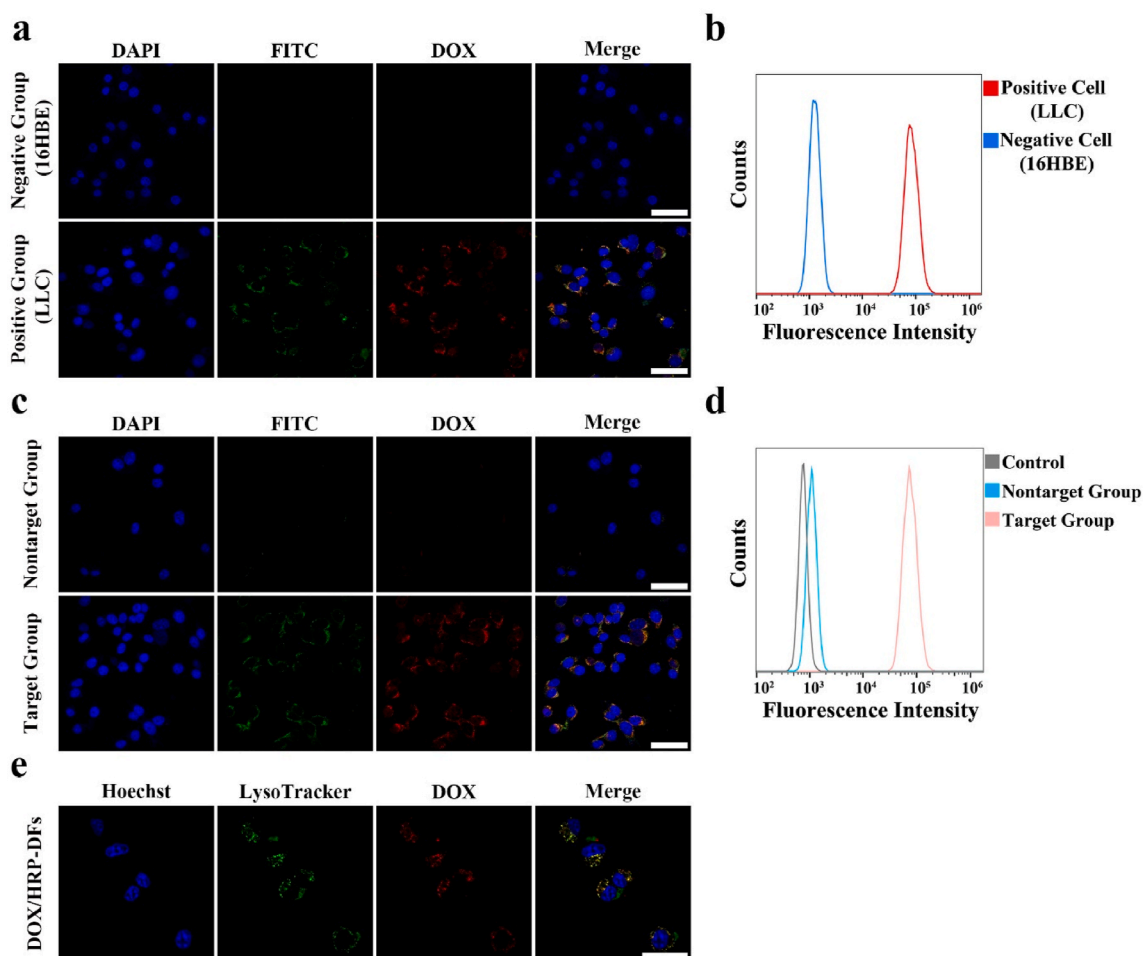 a
DAPI FITC DOX Merge
Negative Group
(16HBE)
Positive Group
(LLC)
b
Counts
Positive Cell
(LLC)
Negative Cell
(16HBE)
10² 10³ 10⁴ 10⁵ 10⁶
Fluorescence Intensity
c
DAPI FITC DOX Merge
Nontarget Group
Target Group
d
Counts
Control
Nontarget Group
Target Group
10² 10³ 10⁴ 10⁵ 10⁶
Fluorescence Intensity
e
Hoechst LysoTracker DOX Merge
DOX/HRP-DFs